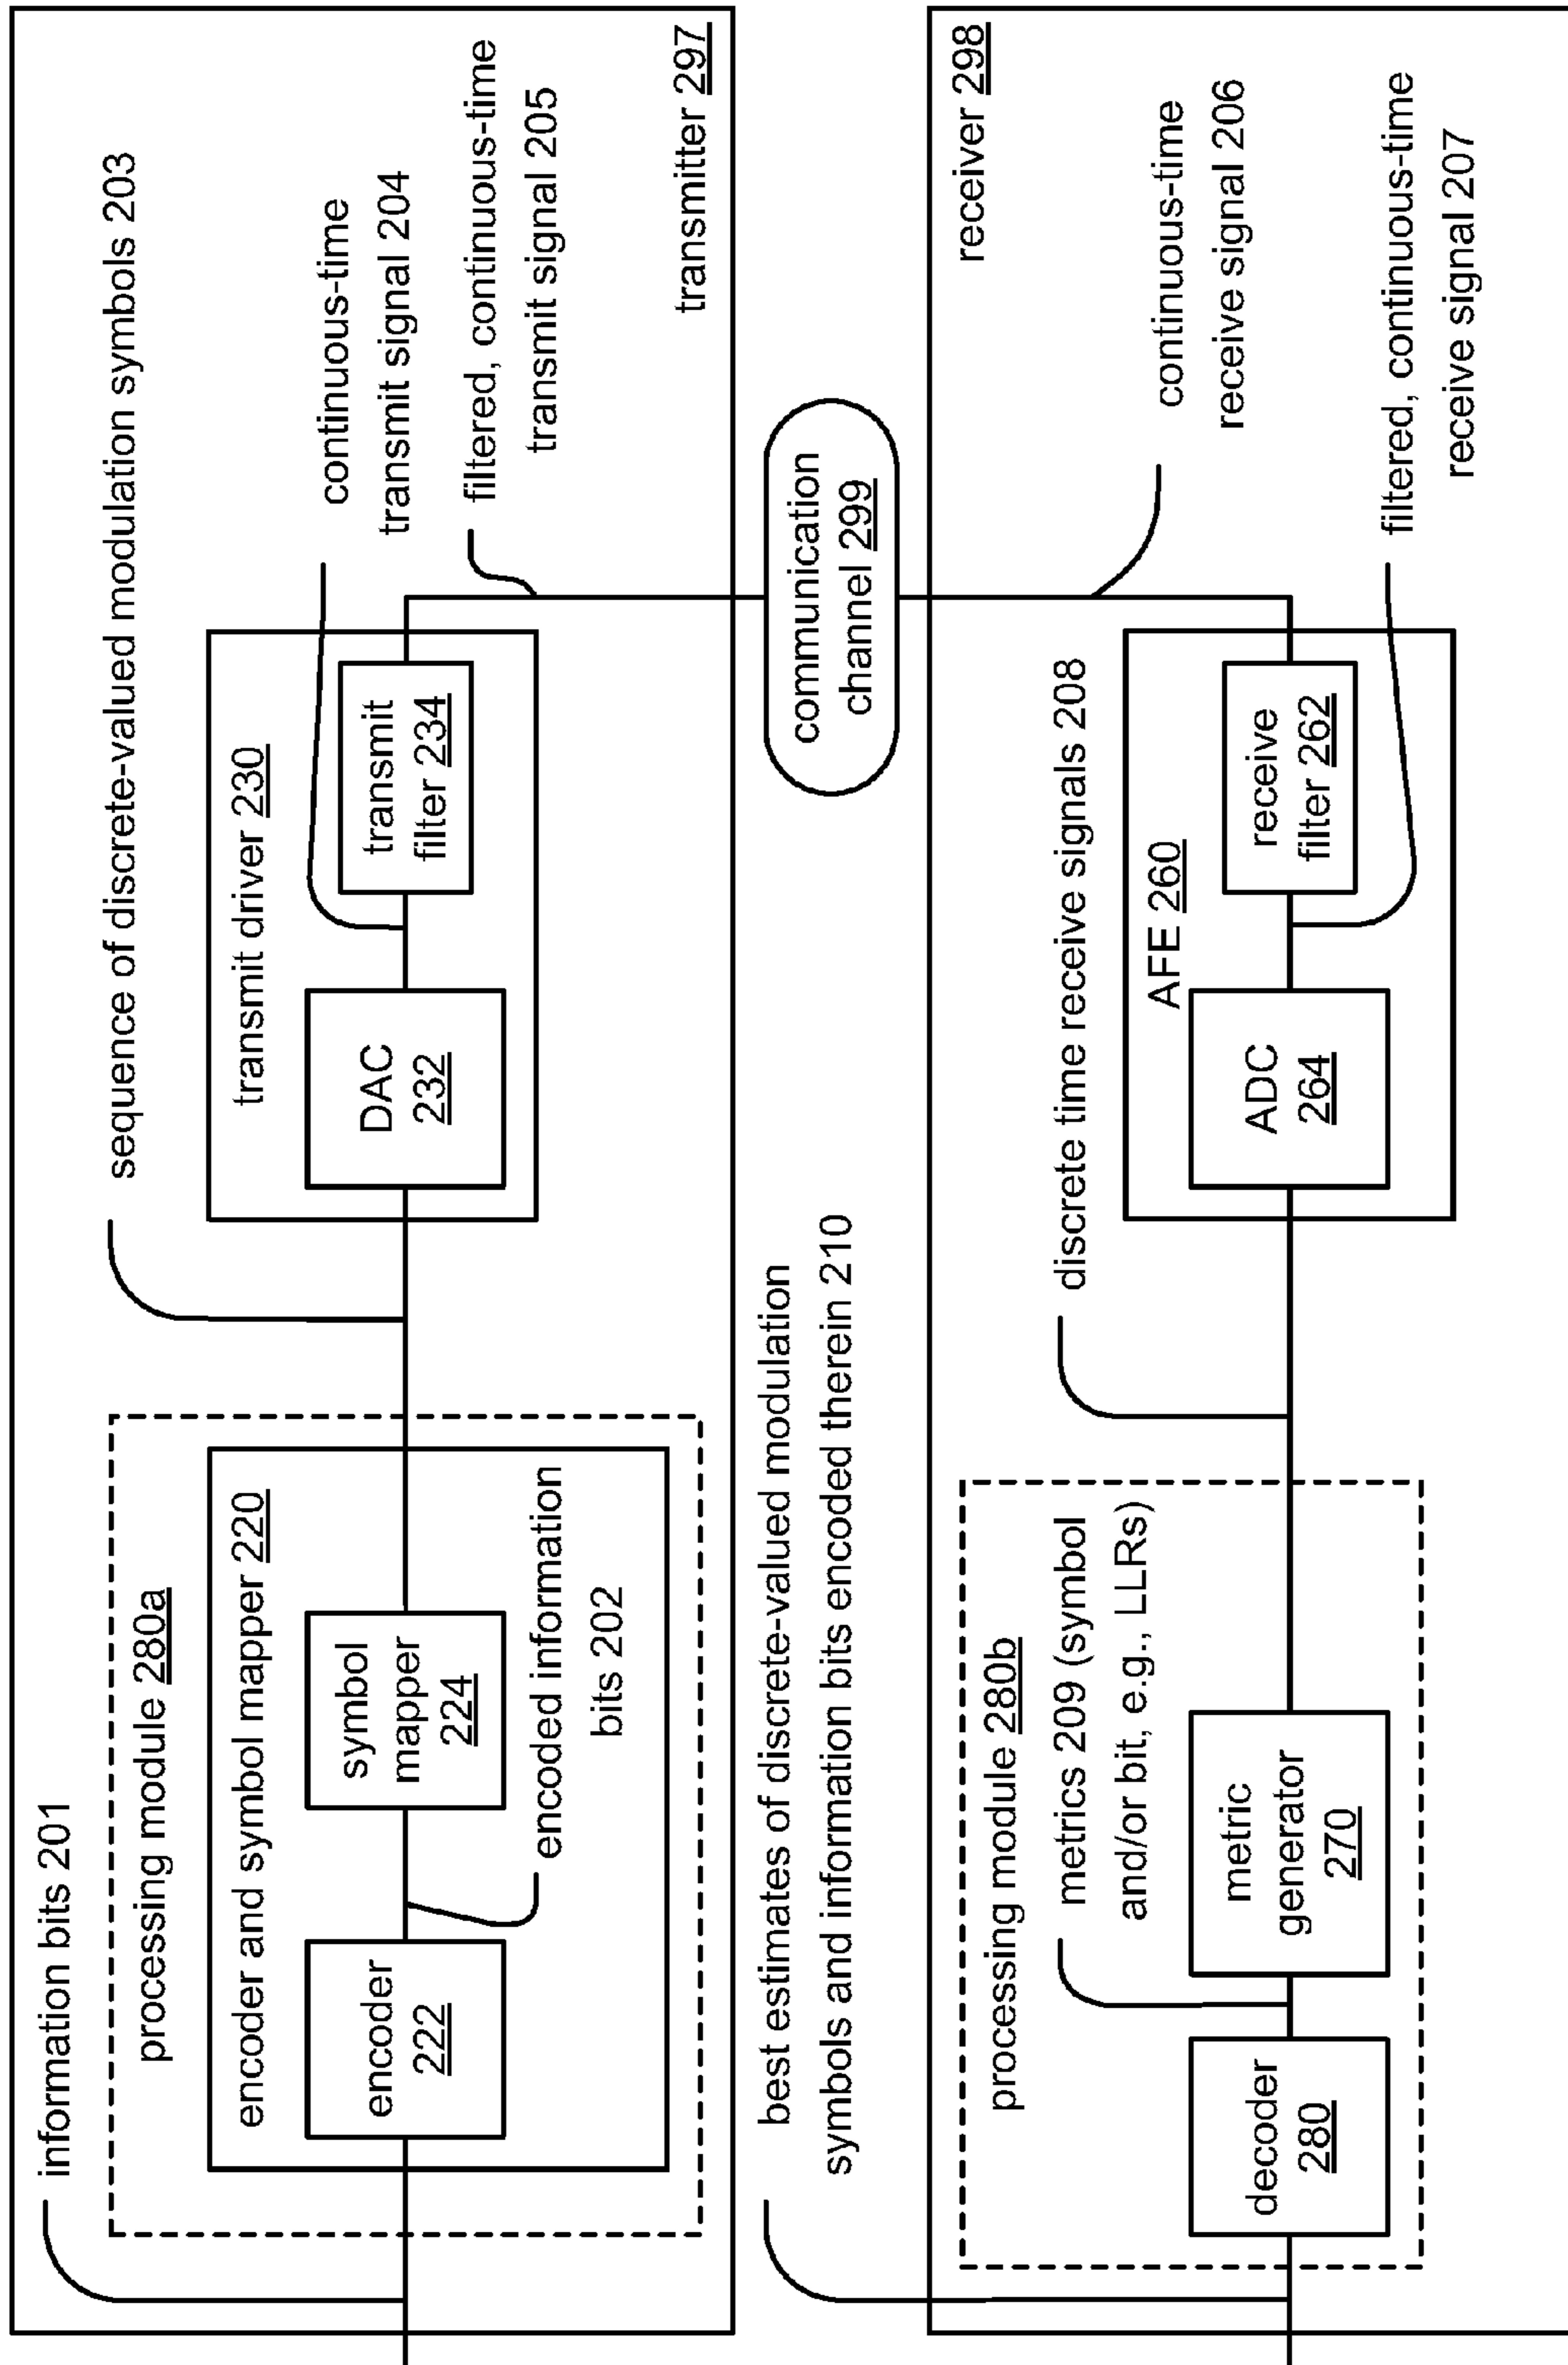 information bits 201
processing module 280a
encoder and symbol mapper 220
encoder
222
symbol
mapper
224
encoded information
bits 202
sequence of discrete-valued modulation symbols 203
transmit driver 230
DAC
232
transmit
filter 234
continuous-time
transmit signal 204
filtered, continuous-time
transmit signal 205
transmitter 297
communication
channel 299
best estimates of discrete-valued modulation
symbols and information bits encoded therein 210
processing module 280b
metrics 209 (symbol
and/or bit, e.g., LLRs)
decoder
280
metric
generator
270
discrete time receive signals 208
AFE 260
ADC
264
receive
filter 262
receiver 298
continuous-time
receive signal 206
filtered, continuous-time
receive signal 207